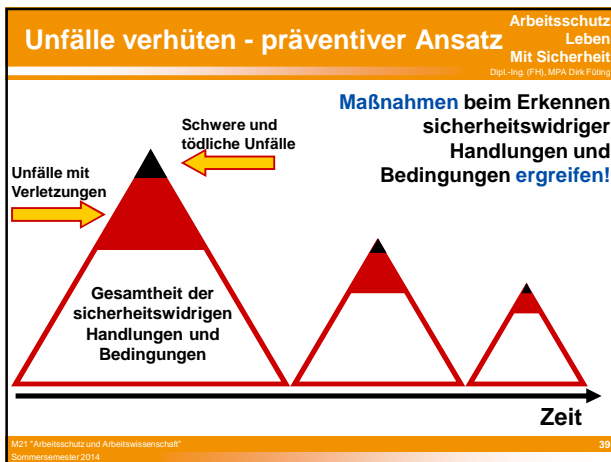 Unfälle verhüten - präventiver Ansatz
Arbeitsschutz
Leben
Mit Sicherheit
Dipl.-Ing. (FH), MPA Dirk Füting
Maßnahmen beim Erkennen
sicherheitswidriger
Handlungen und
Bedingungen ergreifen!
Schwere und
tödliche Unfälle
Unfälle mit
Verletzungen
Gesamtheit der
sicherheitswidrigen
Handlungen und
Bedingungen
Zeit
M21 "Arbeitsschutz und Arbeitswissenschaft"
Sommersemester 2014
39